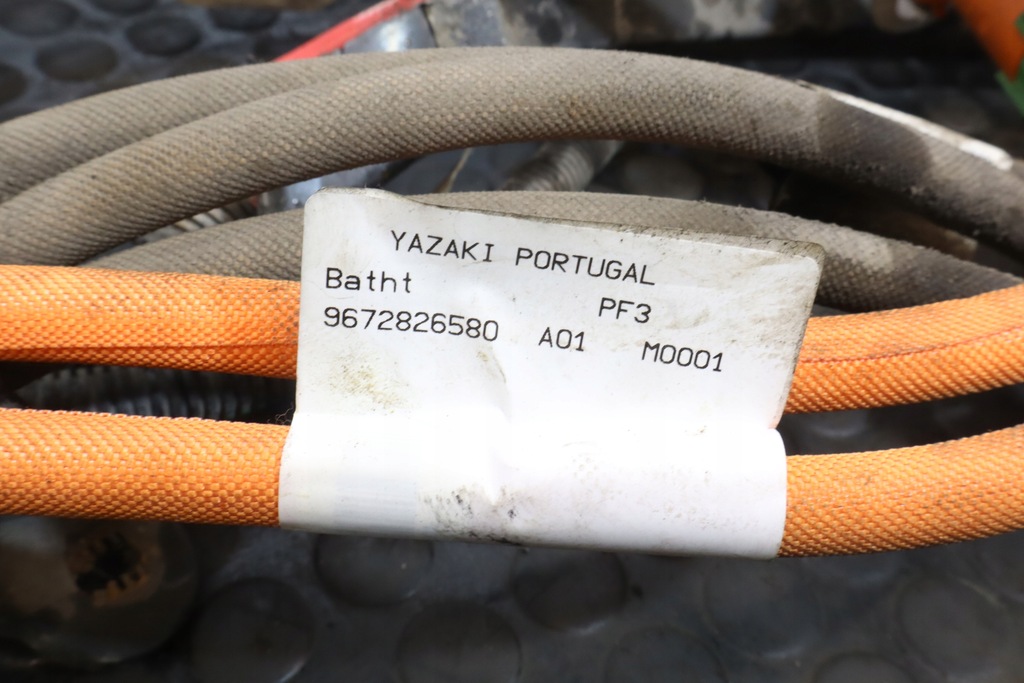 YAZAKI PORTUGAL
Batht PF3
9672826580 A01 M0001